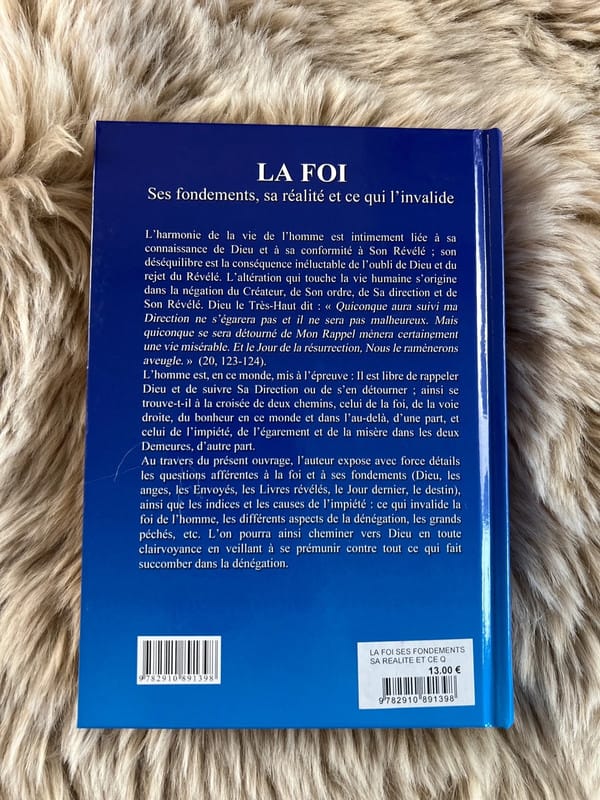 LA FOI
Ses fondements, sa réalité et ce qui l'invalide
L'harmonie de la vie de l'homme est intimement liée à sa
connaissance de Dieu et à sa conformité à Son Révélé ; son
déséquilibre est la conséquence inéluctable de l'oubli de Dieu et du
rejet du Révélé. L'altération qui touche la vie humaine s'origine
dans la négation du Créateur, de Son ordre, de Sa direction et de
Son Révélé. Dieu le Très-Haut dit : « Quiconque aura suivi ma
Direction ne s'égarera pas et il ne sera pas malheureux. Mais
quiconque se sera détourné de Mon Rappel mènera certainement
une vie misérable. Et le Jour de la résurrection, Nous le ramènerons
aveugle. » (20, 123-124).
L'homme est, en ce monde, mis à l'épreuve : Il est libre de rappeler
Dieu et de suivre Sa Direction ou de s'en détourner ; ainsi se
trouve-t-il à la croisée de deux chemins, celui de la foi, de la voie
droite, du bonheur en ce monde et dans l'au-delà, d'une part, et
celui de l'impiété, de l'égarement et de la misère dans les deux
Demeures, d'autre part.
Au travers du présent ouvrage, l'auteur expose avec force détails
les questions afférentes à la foi et à ses fondements (Dieu, les
anges, les Envoyés, les Livres révélés, le Jour dernier, le destin),
ainsi que les indices et les causes de l'impiété : ce qui invalide la
foi de l'homme, les différents aspects de la dénégation, les grands
péchés, etc. L'on pourra ainsi cheminer vers Dieu en toute
clairvoyance en veillant à se prémunir contre tout ce qui fait
succomber dans la dénégation.
9 782910 891398
LA FOI SES FONDEMENTS
SA REALITE ET CE Q
13.00 €
9 782910 891398